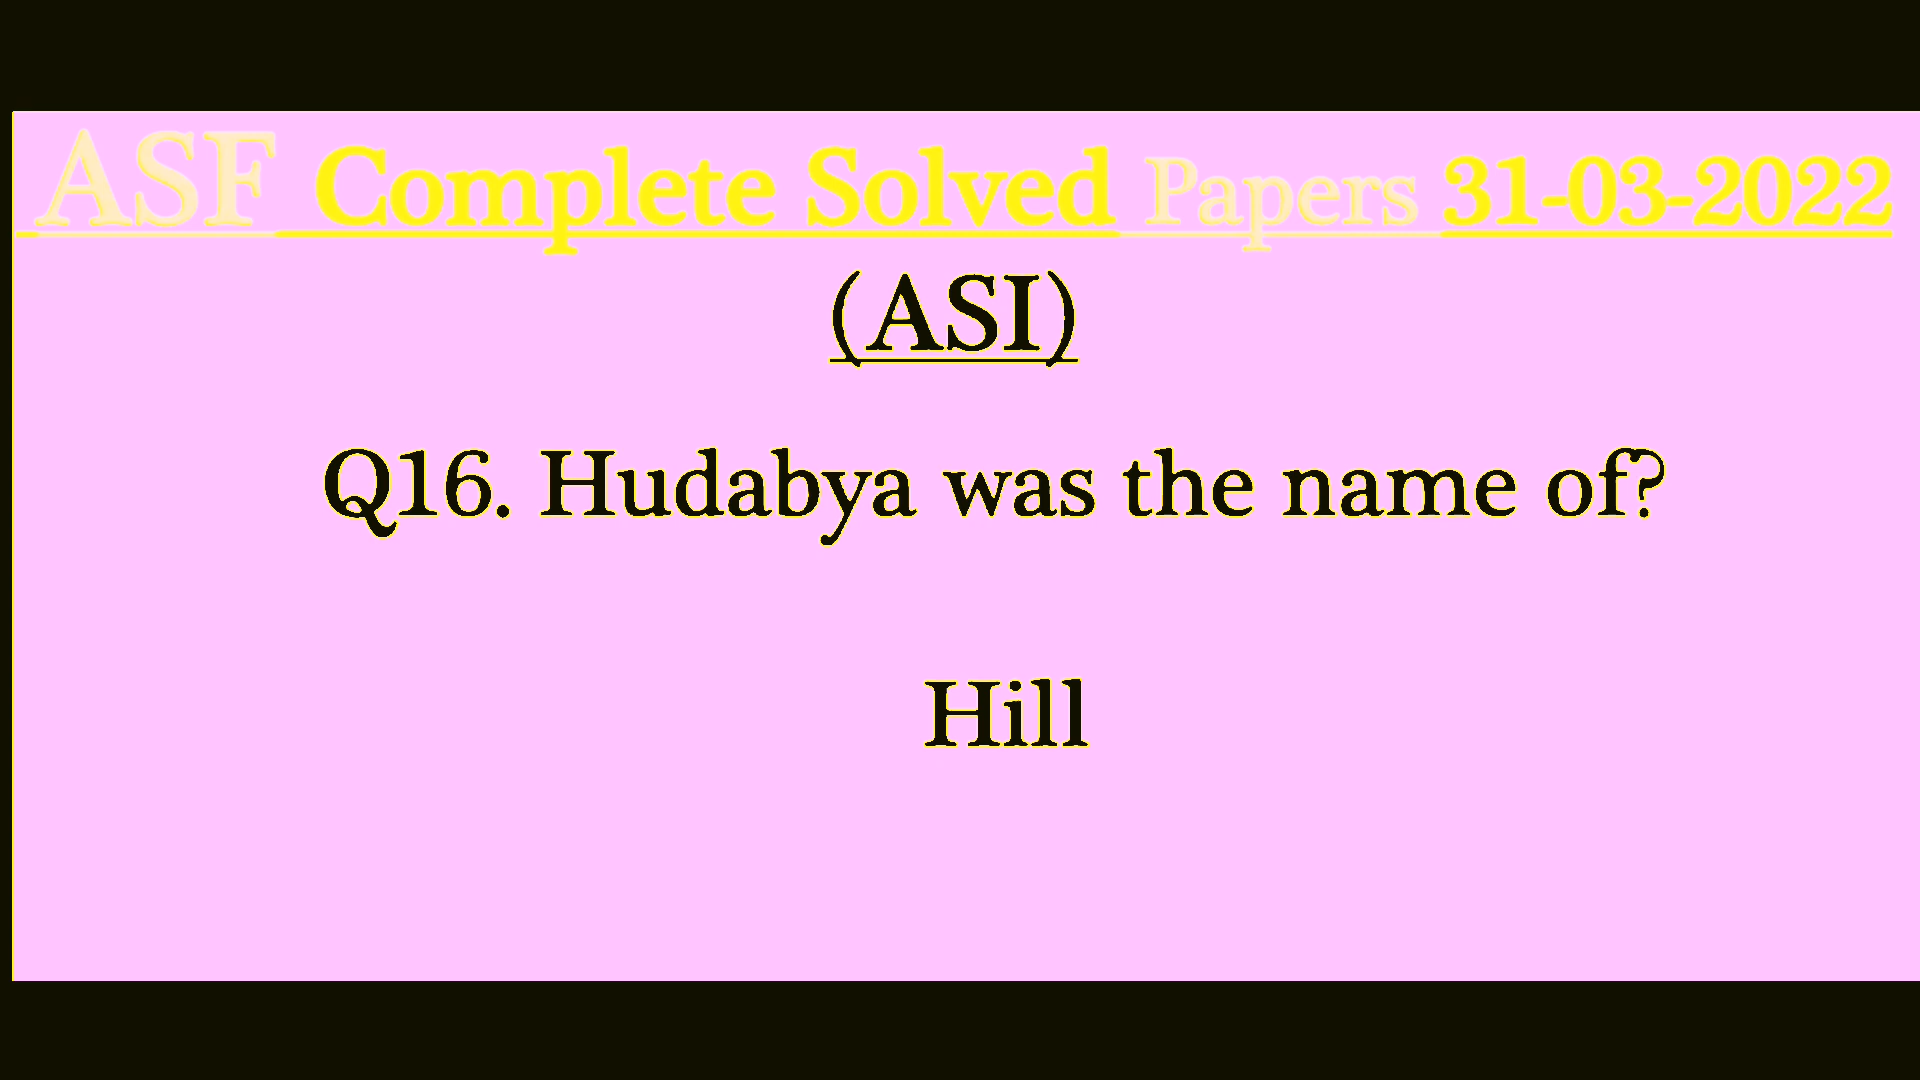 ASF Complete Solved Papers 31-03-2022
(ASI)
Q16. Hudabya was the name of?
Hill